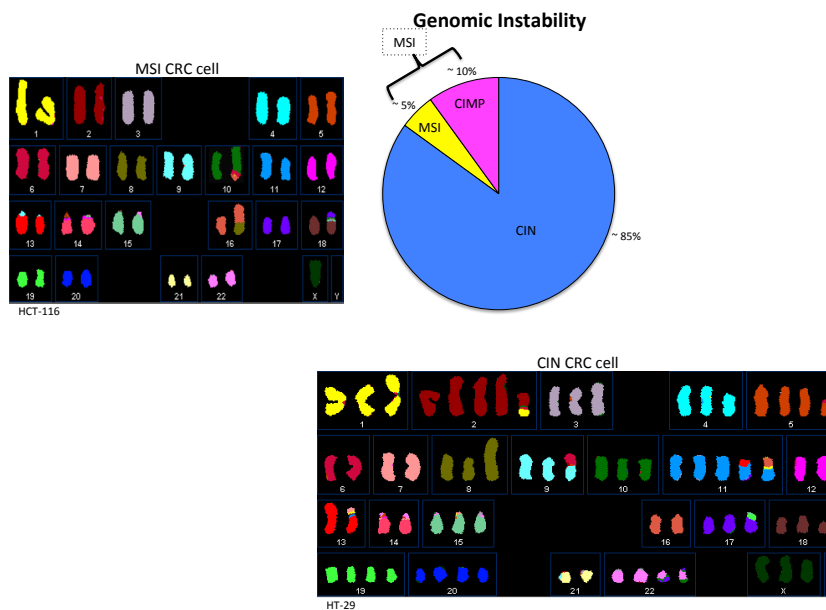 Genomic Instability
MSI
MSI CRC cell
1 2 3 4 5
6 7 8 9 10 11 12
13 14 15 16 17 18
19 20 21 22 X Y
HCT-116
~ 10%
~ 5%
CIMP
MSI
CIN
~ 85%
CIN CRC cell
1 2 3 4 5
6 7 8 9 10 11 12
13 14 15 16 17 18
19 20 21 22 X
HT-29